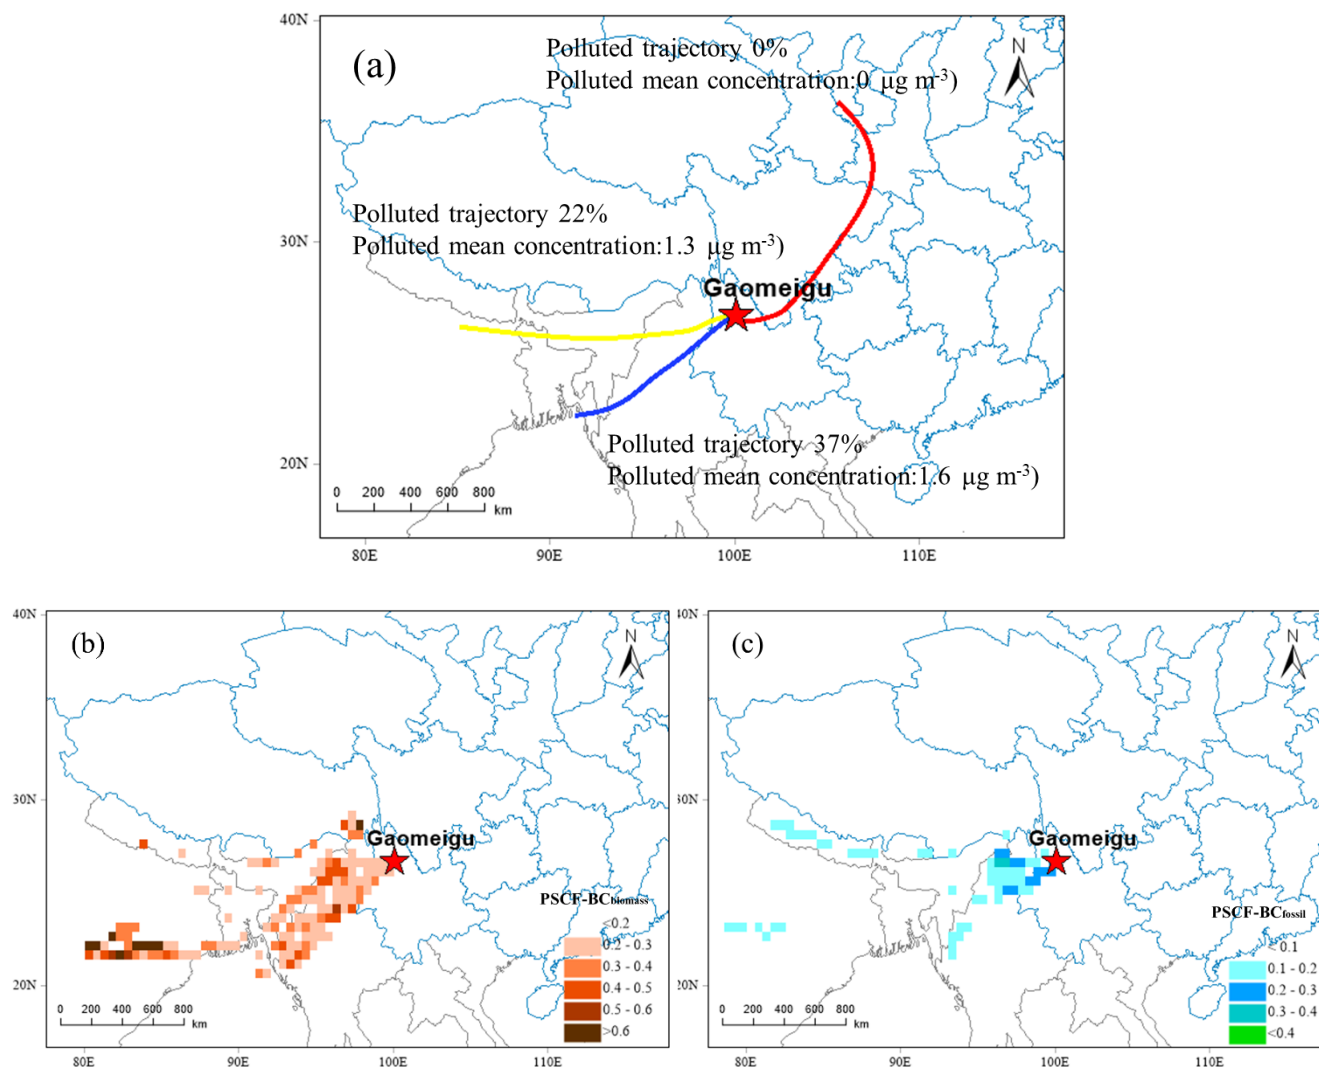 40N
(a)
Polluted trajectory 0%
Polluted mean concentration:0 μg m-3)
N
Polluted trajectory 22%
Polluted mean concentration:1.3 μg m-3)
30N
Gaomeigu
Polluted trajectory 37%
Polluted mean concentration:1.6 μg m-3)
20N
0 200 400 600 800
km
80E 90E 100E 110E
40N
(b)
N
30N
Gaomeigu
PSCF-BCbiomass
<0.2
0.2 - 0.3
0.3 - 0.4
0.4 - 0.5
0.5 - 0.6
>0.6
20N
0 200 400 600 800
km
80E 90E 100E 110E
40N
(c)
N
30N
Gaomeigu
PSCF-BCfossil
< 0.1
0.1 - 0.2
0.2 - 0.3
0.3 - 0.4
<0.4
20N
0 200 400 600 800
km
80E 90E 100E 110E